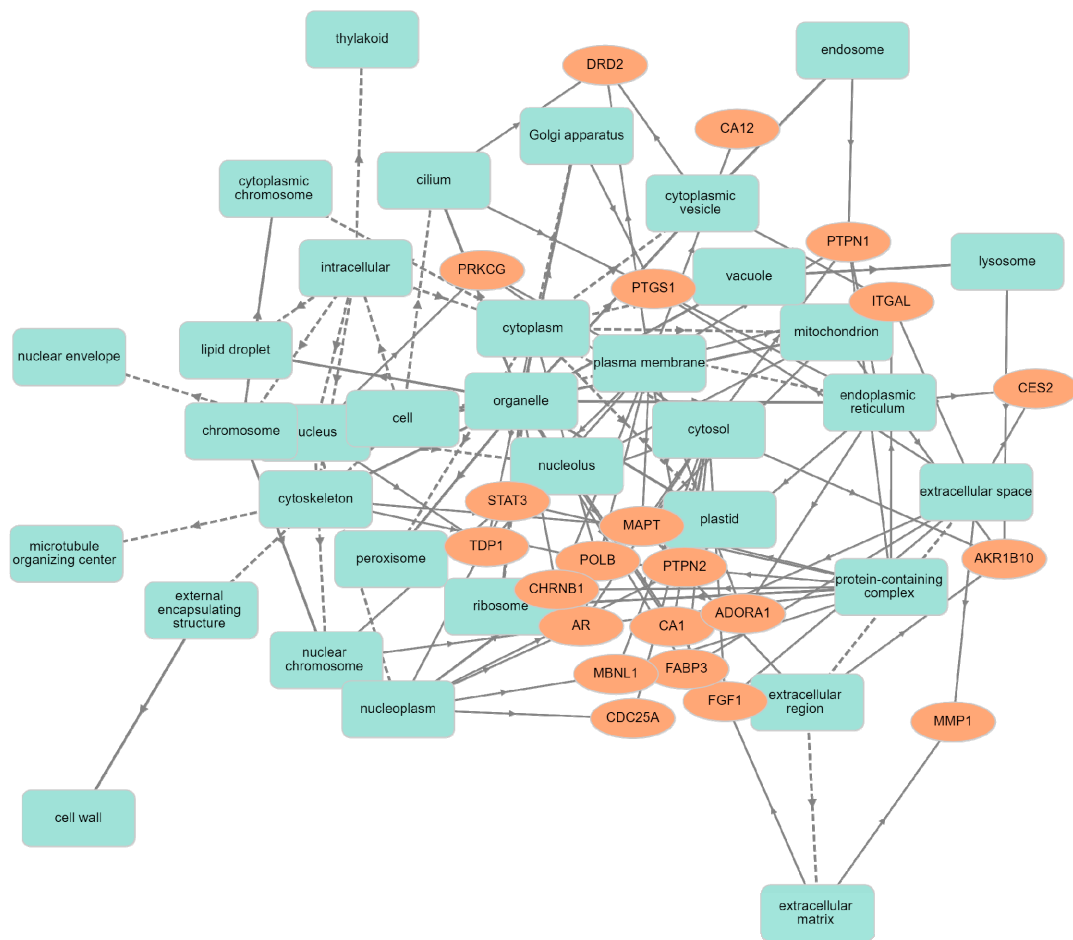 thylakoid
endosome
DRD2
Golgi apparatus
CA12
cytoplasmic
chromosome
cilium
cytoplasmic
vesicle
PTPN1
lysosome
intracellular
PRKCG
vacuole
PTGS1
ITGAL
cytoplasm
mitochondrion
nuclear envelope
lipid droplet
plasma membrane
CES2
organelle
endoplasmic
reticulum
chromosome
ucleus
cell
cytosol
nucleolus
cytoskeleton
STAT3
extracellular space
MAPT
plastid
microtubule
organizing center
peroxisome
TDP1
POLB
PTPN2
AKR1B10
protein-containing
complex
CHRNB1
external
encapsulating
structure
ribosome
AR
CA1
ADORA1
nuclear
chromosome
MBNL1
FABP3
nucleoplasm
CDC25A
FGF1
extracellular
region
MMP1
cell wall
extracellular
matrix